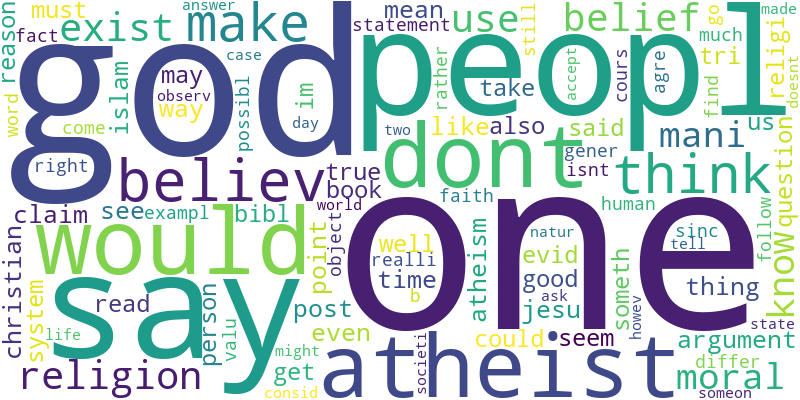 god
peopl
one
say
would
dont
atheist
believ
think
make
religion
exist
use
belief
mani
know
moral
must
answer
mean
statement
still
reason
fact
case
may
observ
way
im
possibl
islam
word
come
day
right
rather
take
like
also
two
said
gener
isnt
accept
cours
agre
tri
much
find
go
religi
made
doesnt
us
question
true
book
world
faith
human
claim
see
exampl
bibl
point
object
well
realli
time
b
atheism
natur
evid
good
ask
jesu
someth
howev
sinc
tell
thing
follow
christian
system
life
read
person
valu
post
even
might
get
consid
societi
could
seem
argument
differ
state
someon